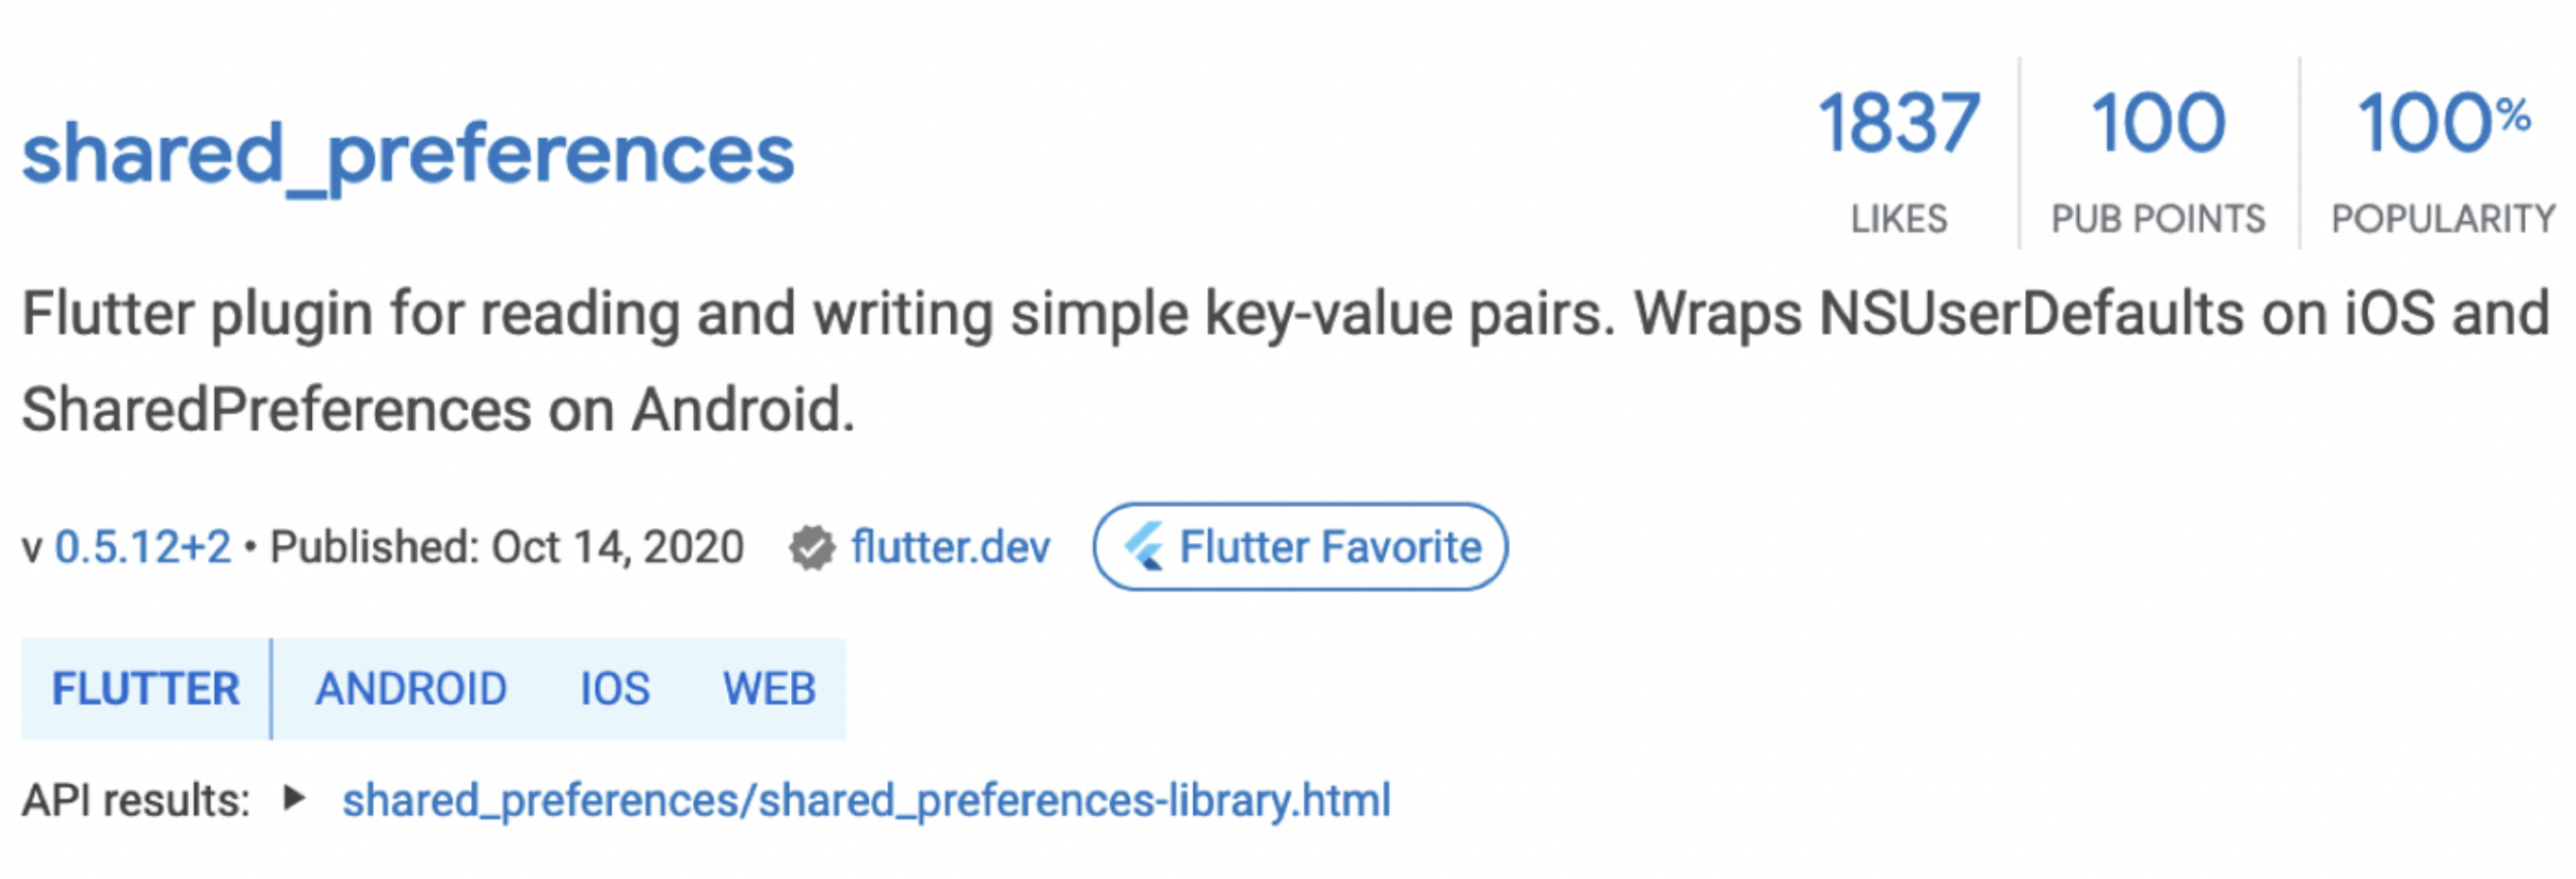 shared_preferences
1837
LIKES
100
PUB POINTS
100%
POPULARITY
Flutter plugin for reading and writing simple key-value pairs. Wraps NSUserDefaults on iOS and
SharedPreferences on Android.
v 0.5.12+2 • Published: Oct 14, 2020 flutter.dev Flutter Favorite
FLUTTER ANDROID IOS WEB
API results: ▶ shared_preferences/shared_preferences-library.html